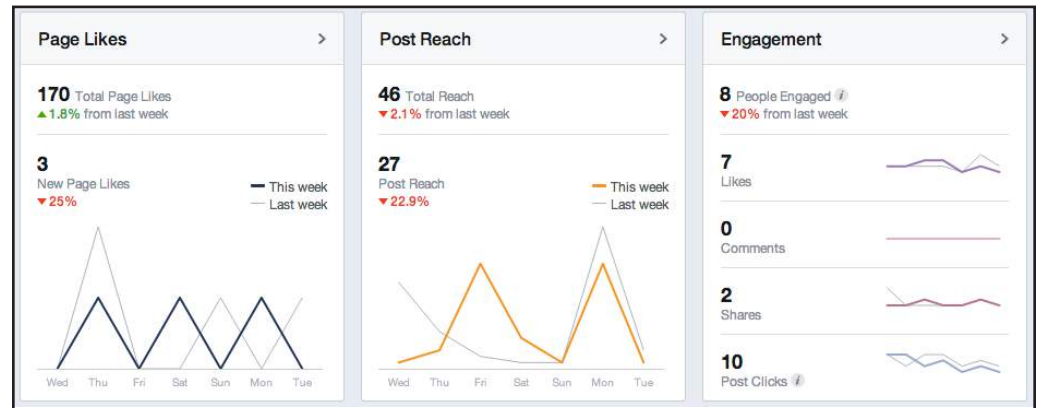 Page Likes >
170 Total Page Likes
▲1.8% from last week
3
New Page Likes
▼25%
This week
Last week
Wed Thu Fri Sat Sun Mon Tue
Post Reach >
46 Total Reach
▼2.1% from last week
27
Post Reach
▼22.9%
This week
Last week
Wed Thu Fri Sat Sun Mon Tue
Engagement >
8 People Engaged i
▼20% from last week
7
Likes
0
Comments
2
Shares
10
Post Clicks i